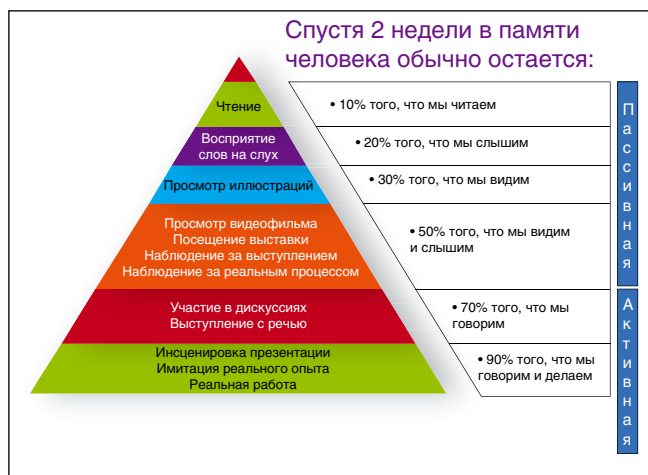 Спустя 2 недели в памяти
человека обычно остается:
Чтение
• 10% того, что мы читаем
Восприятие
слов на слух
• 20% того, что мы слышим
Просмотр иллюстраций
• 30% того, что мы видим
Просмотр видеофильма
Посещение выставки
Наблюдение за выступлением
Наблюдение за реальным процессом
• 50% того, что мы видим
и слышим
Участие в дискуссиях
Выступление с речью
• 70% того, что мы
говорим
Инсценировка презентации
Имитация реального опыта
Реальная работа
• 90% того, что мы
говорим и делаем
Пассивная
Активная